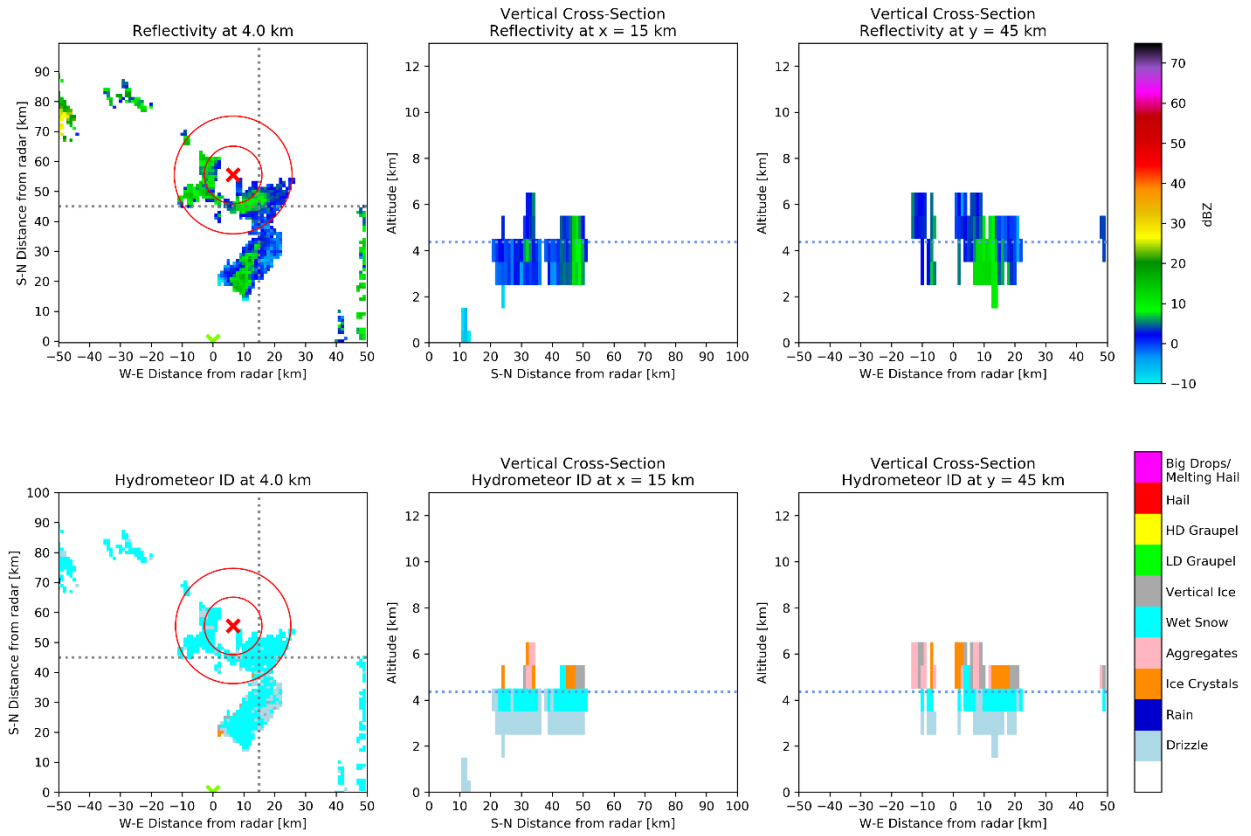 Reflectivity at 4.0 km
S-N Distance from radar [km]
90
80
70
60
50
40
30
20
10
0
−50 −40 −30 −20 −10 0 10 20 30 40 50
W-E Distance from radar [km]
Vertical Cross-Section
Reflectivity at x = 15 km
Altitude [km]
12
10
8
6
4
2
0
0 20 40 60 80 100
S-N Distance from radar [km]
Vertical Cross-Section
Reflectivity at y = 45 km
Altitude [km]
12
10
8
6
4
2
0
−50 −40 −30 −20 −10 0 10 20 30 40 50
W-E Distance from radar [km]
70
60
50
40
30
20
10
0
−10
dBZ
Hydrometeor ID at 4.0 km
S-N Distance from radar [km]
100
90
80
70
60
50
40
30
20
10
0
−50 −40 −30 −20 −10 0 10 20 30 40 50
W-E Distance from radar [km]
Vertical Cross-Section
Hydrometeor ID at x = 15 km
Altitude [km]
12
10
8
6
4
2
0
0 20 40 60 80 100
S-N Distance from radar [km]
Vertical Cross-Section
Hydrometeor ID at y = 45 km
Altitude [km]
12
10
8
6
4
2
0
−50 −40 −30 −20 −10 0 10 20 30 40 50
W-E Distance from radar [km]
Big Drops/
Melting Hail
Hail
HD Graupel
LD Graupel
Vertical Ice
Wet Snow
Aggregates
Ice Crystals
Rain
Drizzle